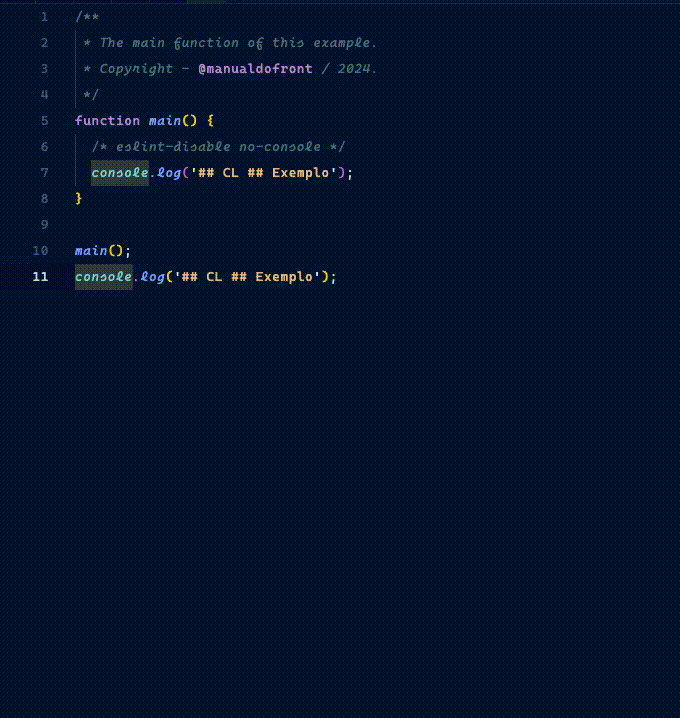 1 /**
2 * The main function of this example.
3 * Copyright - @manualdofront / 2024.
4 */
5 function main() {
6 /* eslint-disable no-console */
7 console.log('## CL ## Exemplo');
8 }
9
10 main();
11 console.log('## CL ## Exemplo');